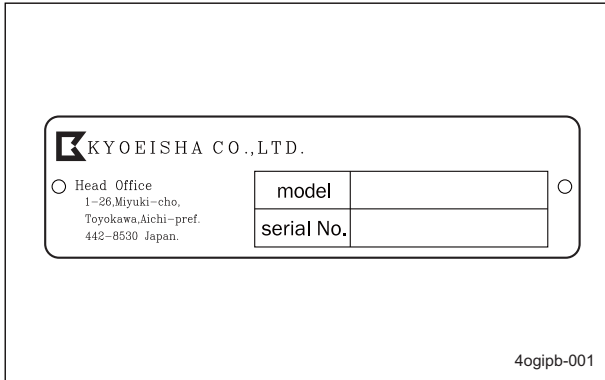 KYOEISHA CO.,LTD.
Head Office
1-26,Miyuki-cho,
Toyokawa,Aichi-pref.
442-8530 Japan.
model
serial No.
4ogipb-001